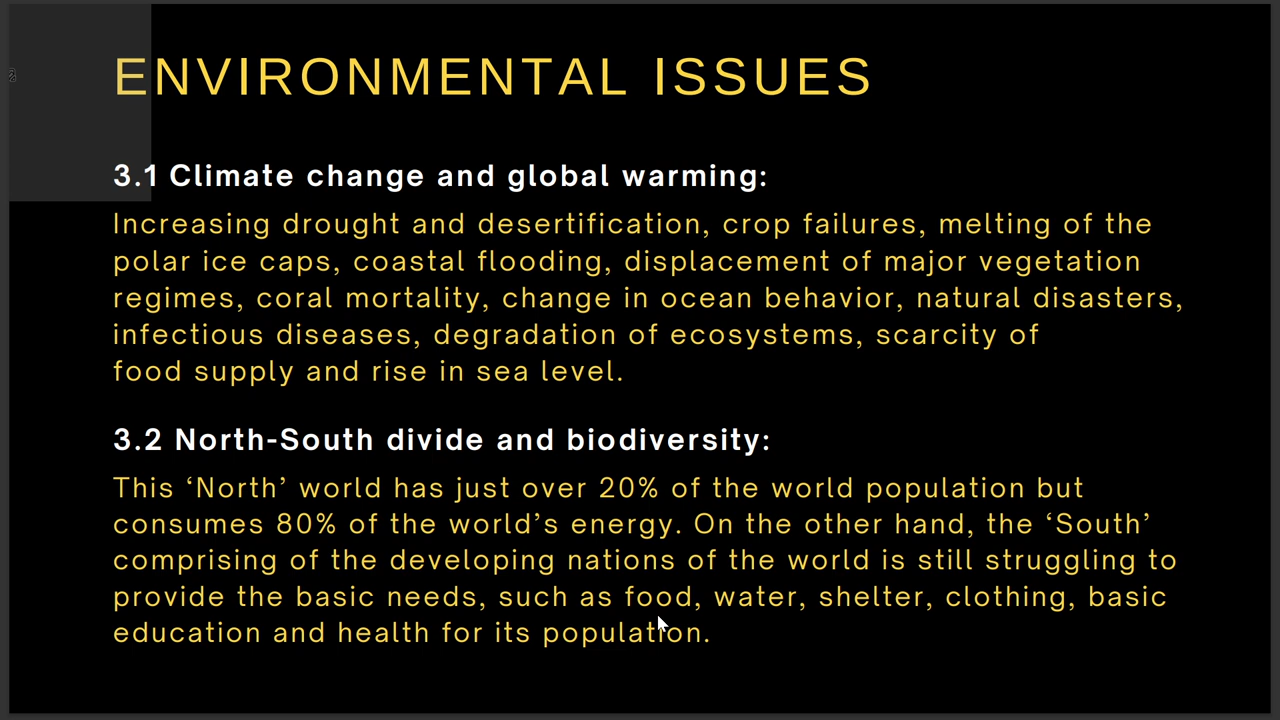 ENVIRONMENTAL ISSUES
3.1 Climate change and global warming:
Increasing drought and desertification, crop failures, melting of the
polar ice caps, coastal flooding, displacement of major vegetation
regimes, coral mortality, change in ocean behavior, natural disasters,
infectious diseases, degradation of ecosystems, scarcity of
food supply and rise in sea level.
3.2 North-South divide and biodiversity:
This ‘North’ world has just over 20% of the world population but
consumes 80% of the world’s energy. On the other hand, the ‘South’
comprising of the developing nations of the world is still struggling to
provide the basic needs, such as food, water, shelter, clothing, basic
education and health for its population.